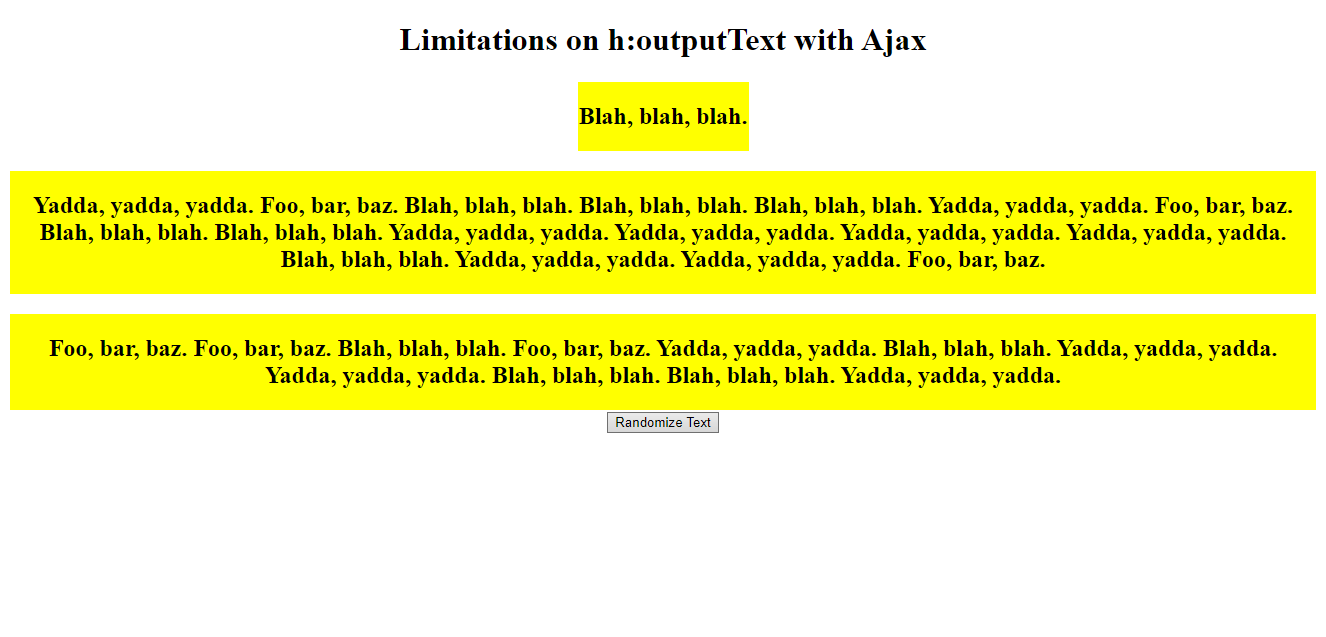 Limitations on h:outputText with Ajax
Blah, blah, blah.
Yadda, yadda, yadda. Foo, bar, baz. Blah, blah, blah. Blah, blah, blah. Blah, blah, blah. Yadda, yadda, yadda. Foo, bar, baz.
Blah, blah, blah. Blah, blah, blah. Yadda, yadda, yadda. Yadda, yadda, yadda. Yadda, yadda, yadda. Yadda, yadda, yadda.
Blah, blah, blah. Yadda, yadda, yadda. Yadda, yadda, yadda. Foo, bar, baz.
Foo, bar, baz. Foo, bar, baz. Blah, blah, blah. Foo, bar, baz. Yadda, yadda, yadda. Blah, blah, blah. Yadda, yadda, yadda.
Yadda, yadda, yadda. Blah, blah, blah. Blah, blah, blah. Yadda, yadda, yadda.
Randomize Text